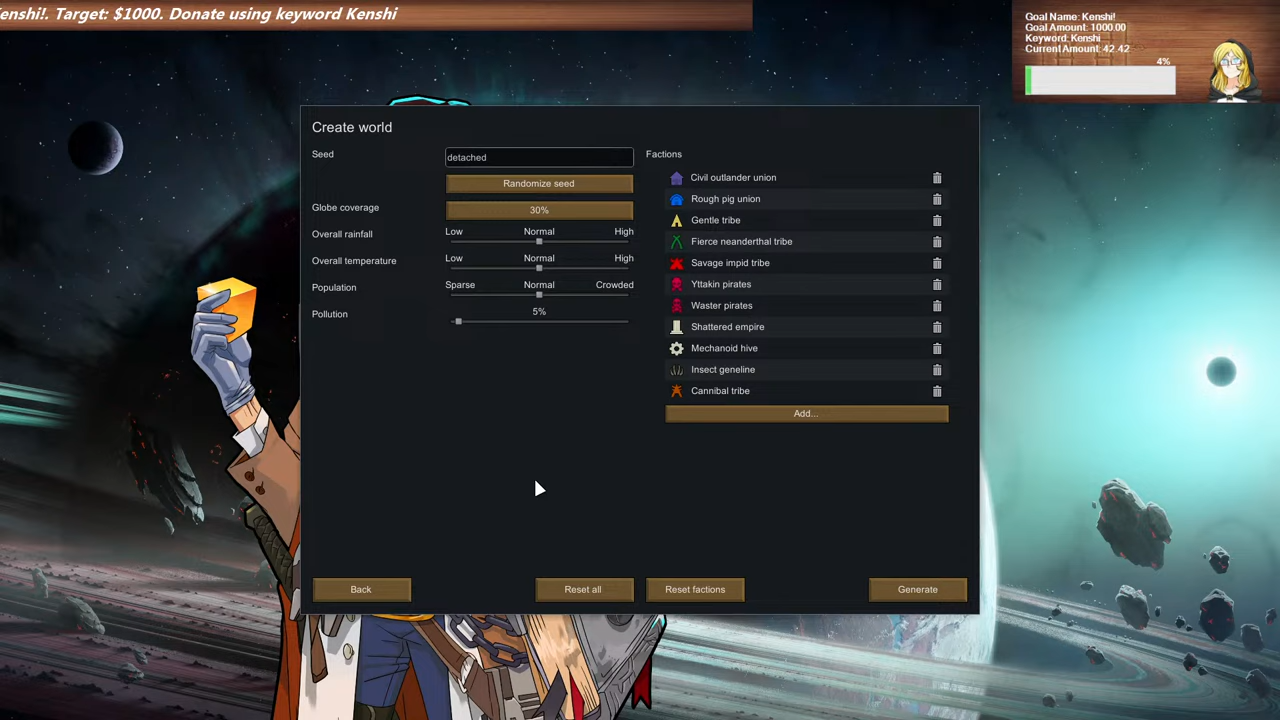 enshi!. Target: $1000. Donate using keyword Kenshi
Goal Name: Kenshi!
Goal Amount: 1000.00
Keyword: Kenshi
Current Amount: 42.42
4%
Create world
Seed
detached
Randomize seed
Globe coverage
30%
Overall rainfall
Low Normal High
Overall temperature
Low Normal High
Population
Sparse Normal Crowded
Pollution
5%
Factions
Civil outlander union
Rough pig union
Gentle tribe
Fierce neanderthal tribe
Savage impid tribe
Yttakin pirates
Waster pirates
Shattered empire
Mechanoid hive
Insect geneline
Cannibal tribe
Add...
Back
Reset all
Reset factions
Generate